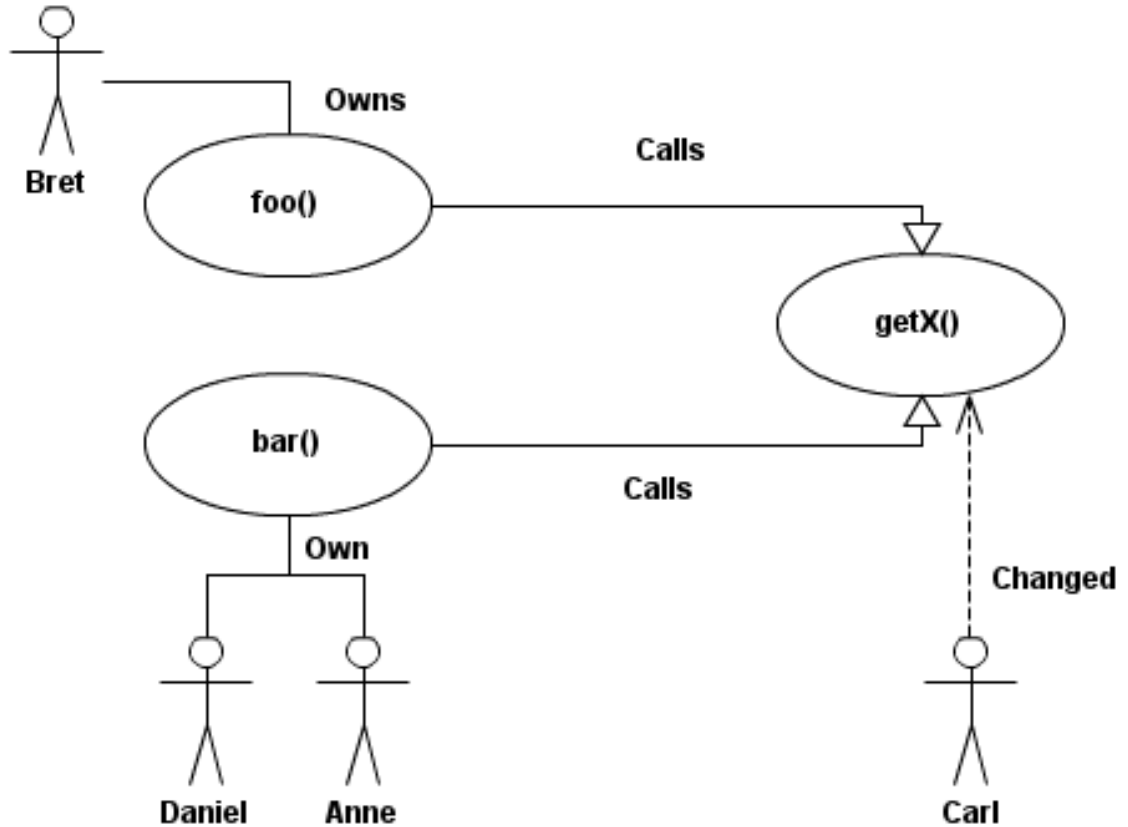 Owns
Bret
foo()
Calls
getX()
bar()
Calls
Own
Changed
Daniel
Anne
Carl